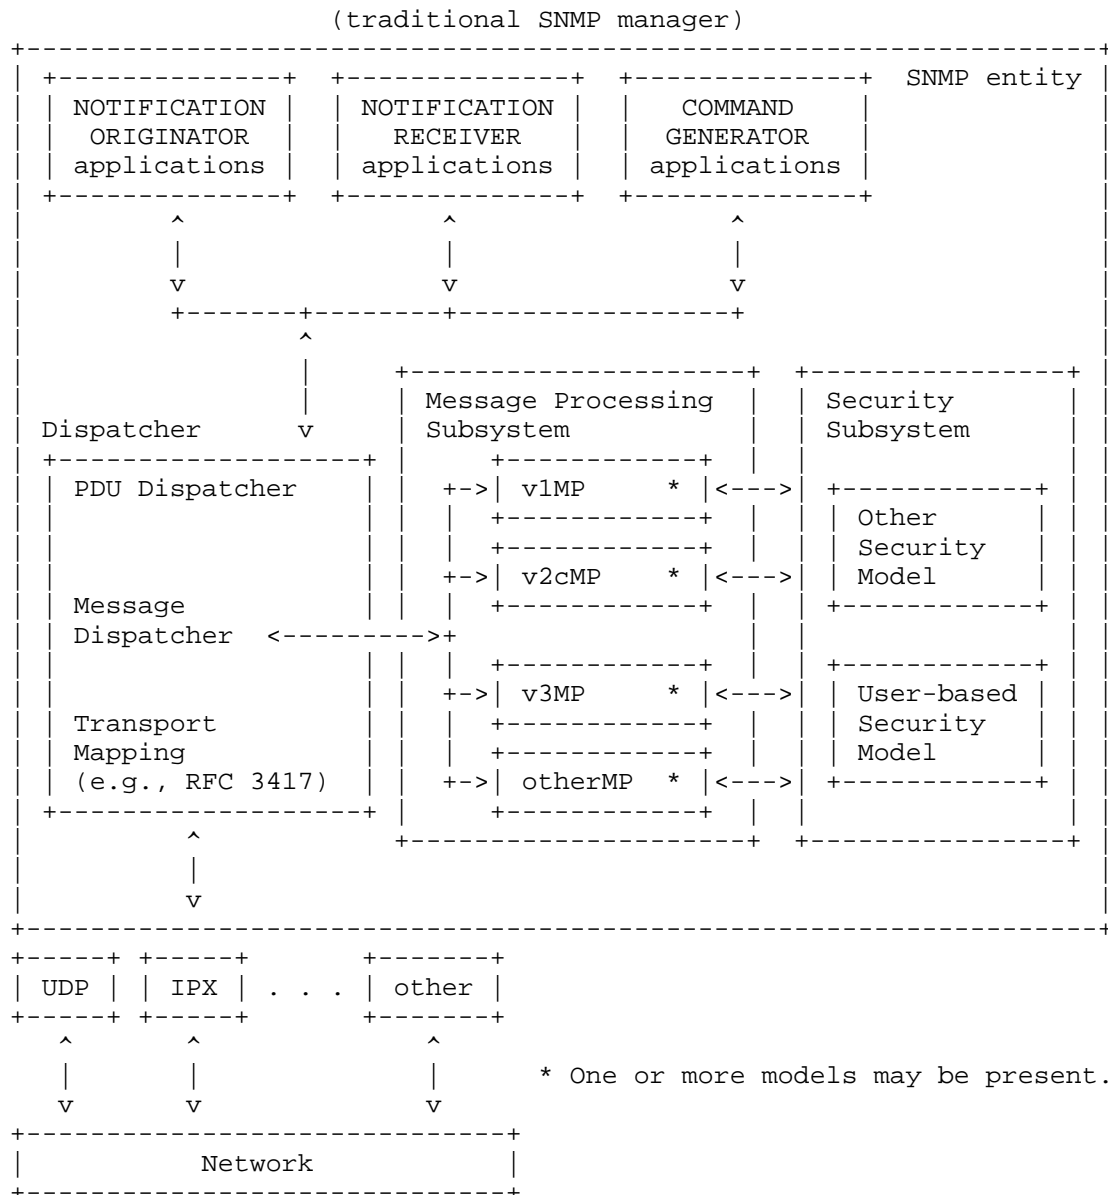 (traditional SNMP manager)
SNMP entity
NOTIFICATION NOTIFICATION COMMAND
ORIGINATOR RECEIVER GENERATOR
applications applications applications
Message Processing Security
Dispatcher Subsystem Subsystem
PDU Dispatcher v1MP *
Other
Security
v2cMP * Model
Message
Dispatcher
v3MP * User-based
Transport Security
Mapping Model
(e.g., RFC 3417) otherMP *
UDP IPX . . . other
* One or more models may be present.
Network